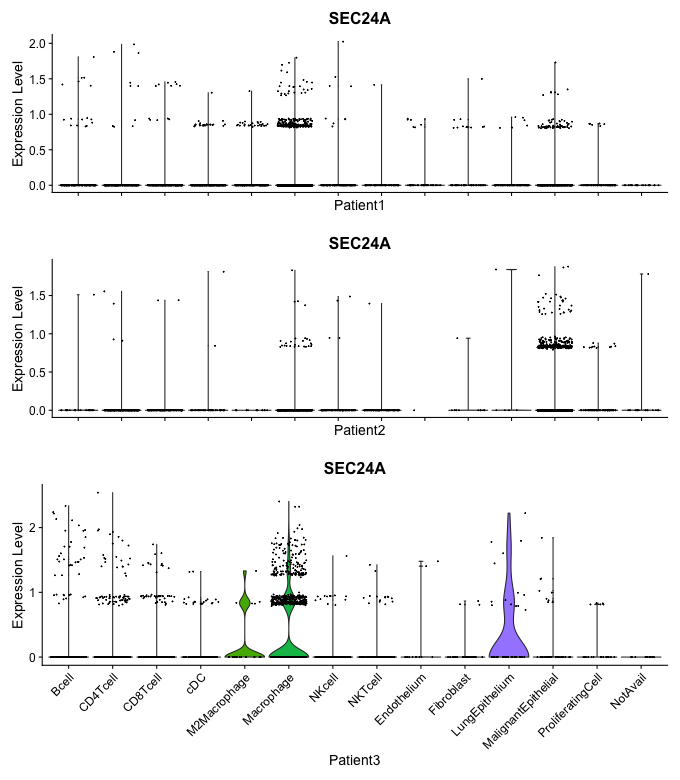 SEC24A
Expression Level
2.0
1.5
1.0
0.5
0.0
Patient1
SEC24A
Expression Level
1.5
1.0
0.5
0.0
Patient2
SEC24A
Expression Level
2
1
0
Bcell
CD4Tcell
CD8Tcell
cDC
M2Macrophage
Macrophage
NKcell
NKTcell
Endothelium
Fibroblast
LungEpithelium
MalignantEpithelial
ProliferatingCell
NotAvail
Patient3